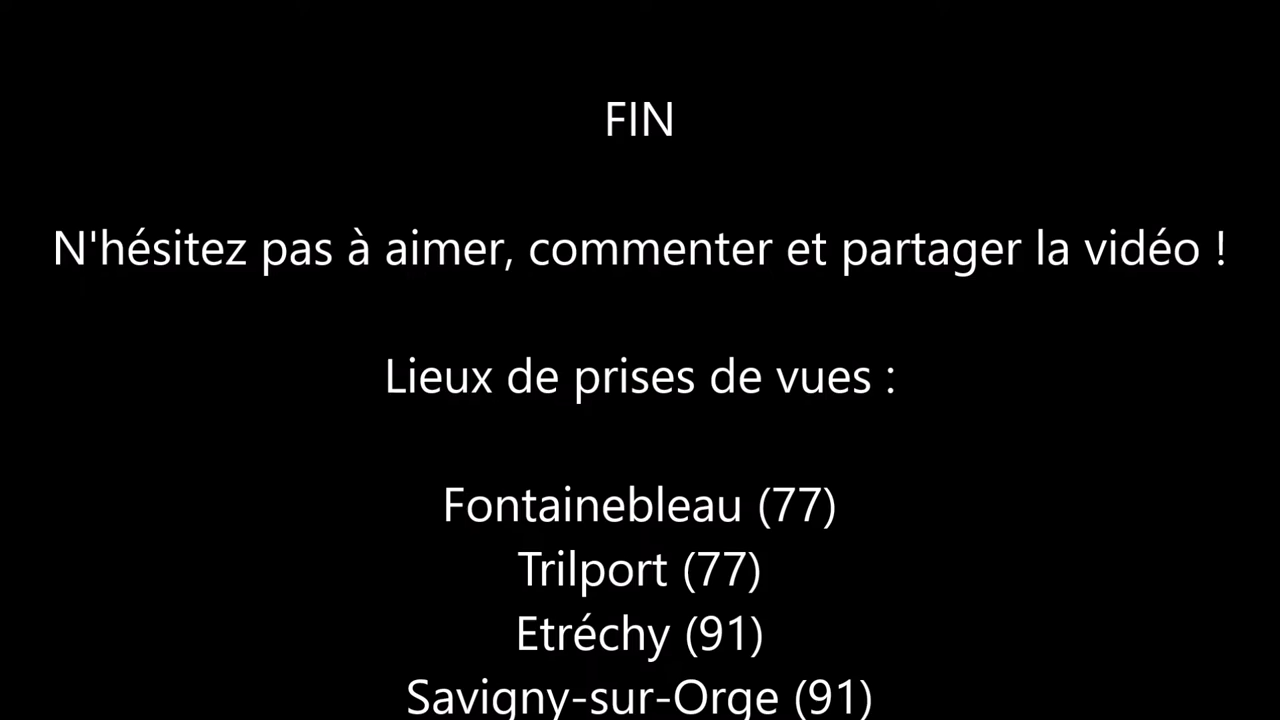 FIN
N'hésitez pas à aimer, commenter et partager la vidéo !
Lieux de prises de vues :
Fontainebleau (77)
Trilport (77)
Etréchy (91)
Savigny-sur-Orge (91)